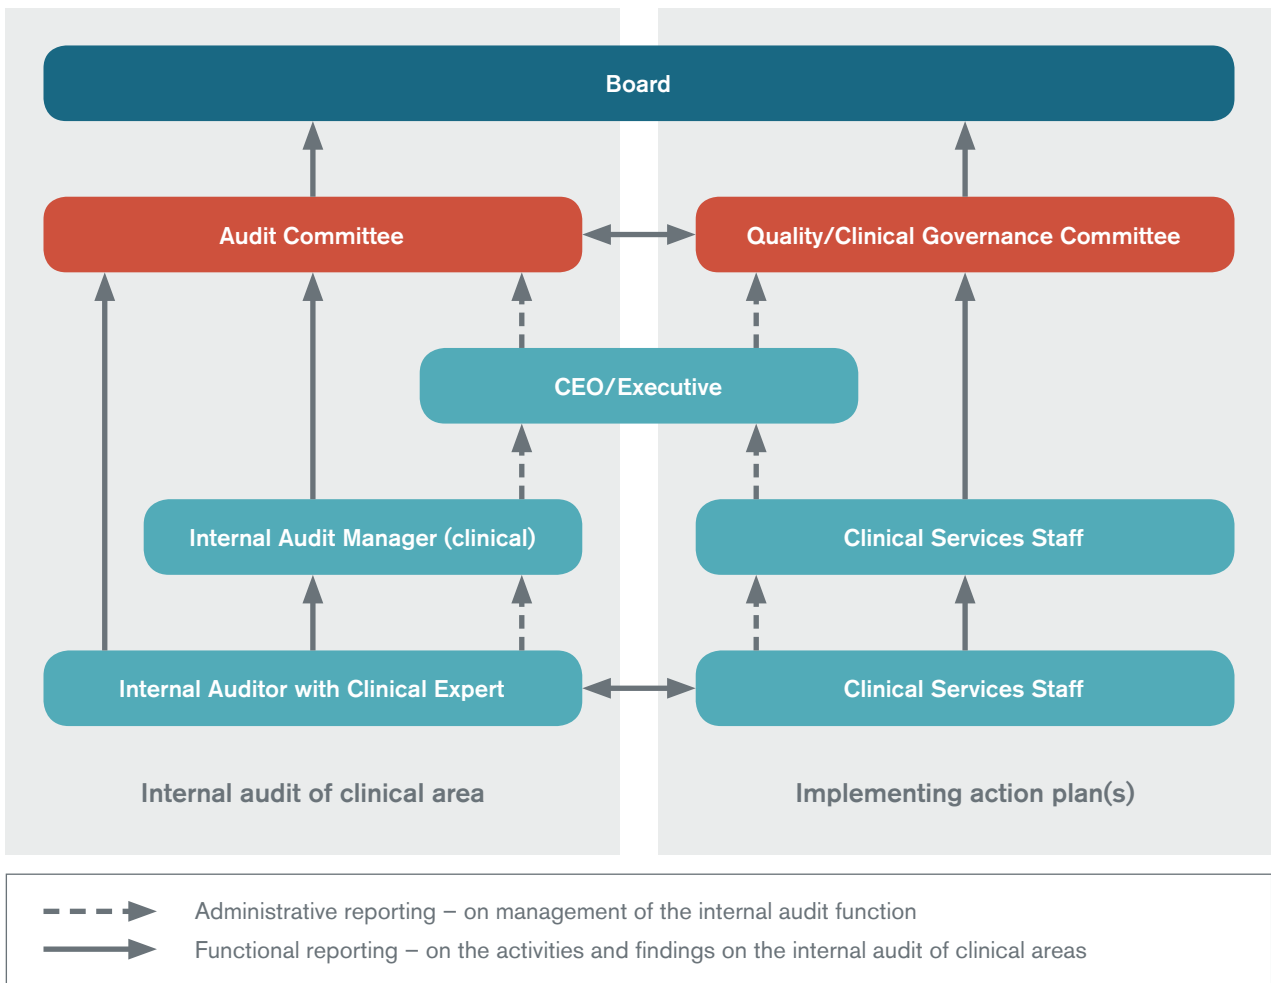 Board
Audit Committee
Quality/Clinical Governance Committee
CEO/Executive
Internal Audit Manager (clinical)
Clinical Services Staff
Internal Auditor with Clinical Expert
Clinical Services Staff
Internal audit of clinical area
Implementing action plan(s)
Administrative reporting – on management of the internal audit function
Functional reporting – on the activities and findings on the internal audit of clinical areas